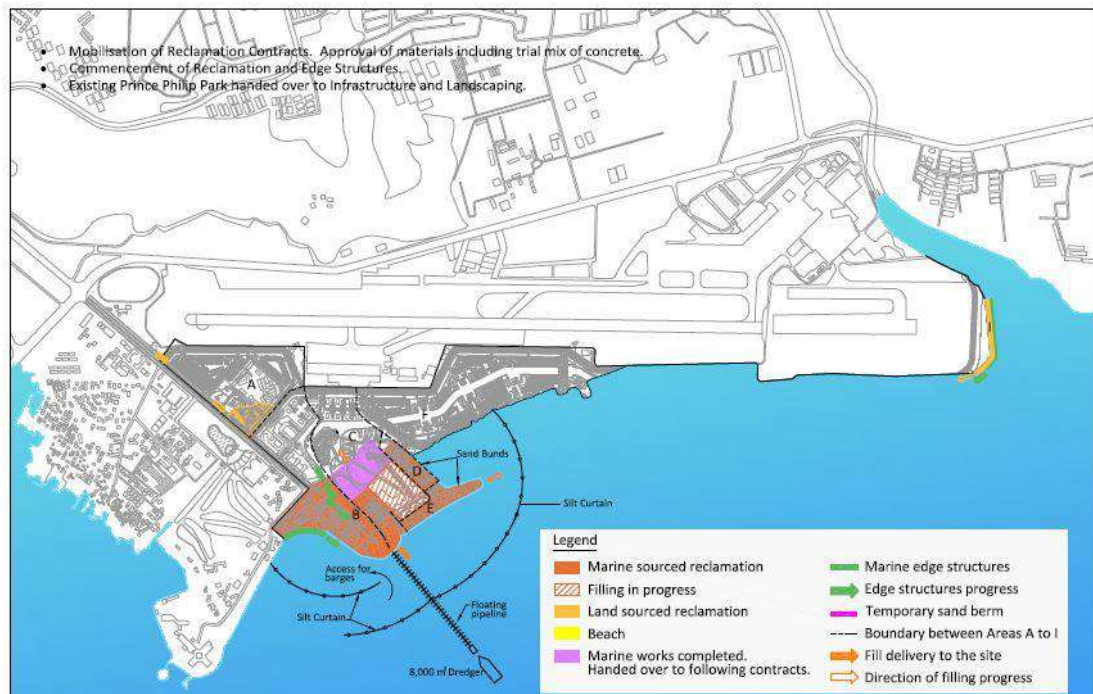 • Mobilisation of Reclamation Contracts. Approval of materials including trial mix of concrete.
• Commencement of Reclamation and Edge Structures.
• Existing Prince Philip Park handed over to Infrastructure and Landscaping.
A
F
C
Sand Bunds
D
E
Silt Curtain
B
Access for
barges
Silt Curtain
Floating
pipeline
8,000 m³ Dredger
Legend
Marine sourced reclamation
Filling in progress
Land sourced reclamation
Beach
Marine works completed.
Handed over to following contracts.
Marine edge structures
Edge structures progress
Temporary sand berm
Boundary between Areas A to I
Fill delivery to the site
Direction of filling progress